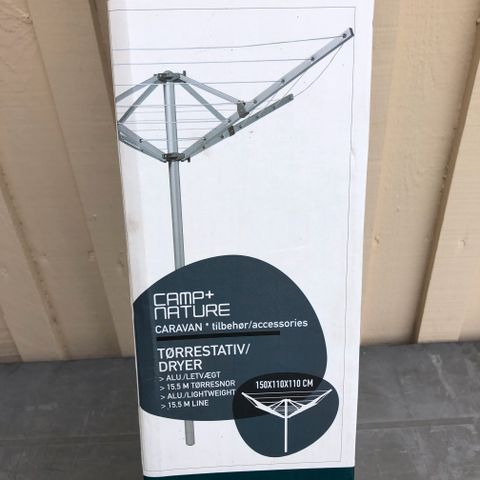 CAMP+
NATURE
CARAVAN * tilbehør/accessories
TØRRESTATIV/
DRYER
> ALU./LETVÆGT
> 15,5 M TØRRESNOR
> ALU./LIGHTWEIGHT
> 15,5 M LINE
150X110X110 CM